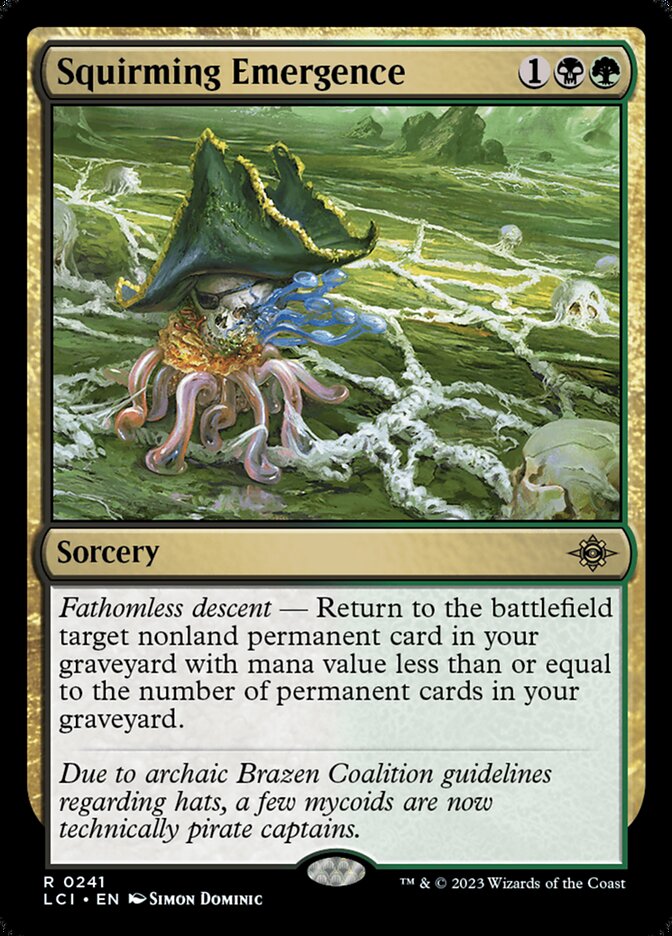 Squirming Emergence 1
Sorcery
Fathomless descent — Return to the battlefield
target nonland permanent card in your
graveyard with mana value less than or equal
to the number of permanent cards in your
graveyard.
Due to archaic Brazen Coalition guidelines
regarding hats, a few mycoids are now
technically pirate captains.
R 0241
LCI • EN Simon Dominic
™ & © 2023 Wizards of the Coast